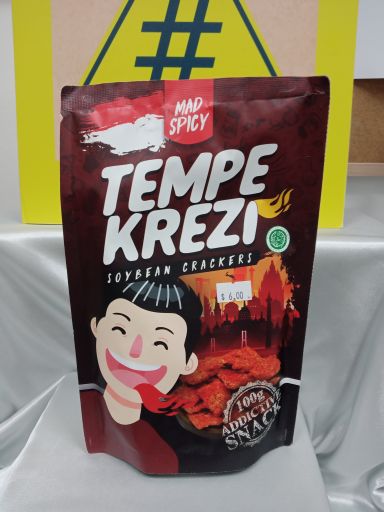 #
MAD
SPICY
TEMPE
KREZI
SOYBEAN CRACKERS
$ 6.00
100g
ADDICTIVE
SNACK